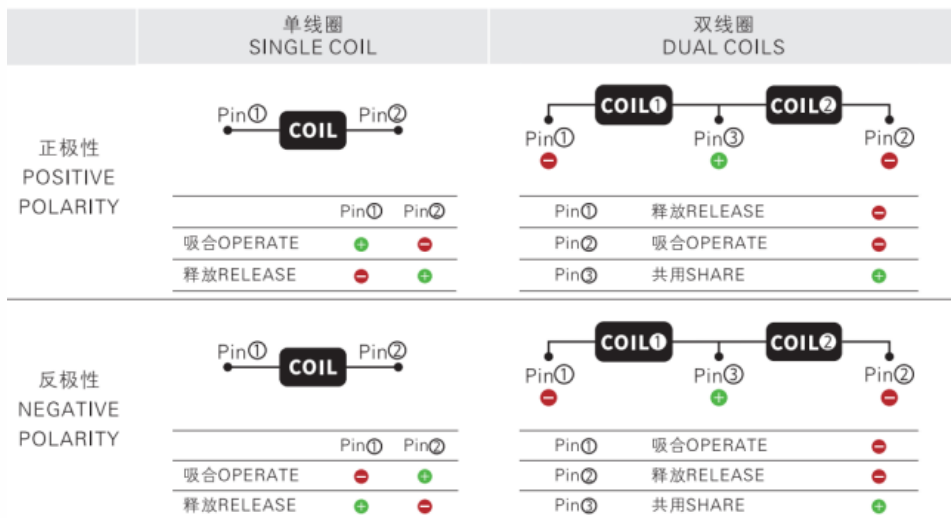 单线圈 双线圈
SINGLE COIL DUAL COILS
正极性
POSITIVE
POLARITY
Pin① COIL Pin②
Pin① Pin②
吸合OPERATE + -
释放RELEASE - +
COIL❶ COIL❷
Pin① Pin③ Pin②
- + -
Pin① 释放RELEASE -
Pin② 吸合OPERATE -
Pin③ 共用SHARE +
反极性
NEGATIVE
POLARITY
Pin① COIL Pin②
Pin① Pin②
吸合OPERATE - +
释放RELEASE + -
COIL❶ COIL❷
Pin① Pin③ Pin②
- + -
Pin① 吸合OPERATE -
Pin② 释放RELEASE -
Pin③ 共用SHARE +